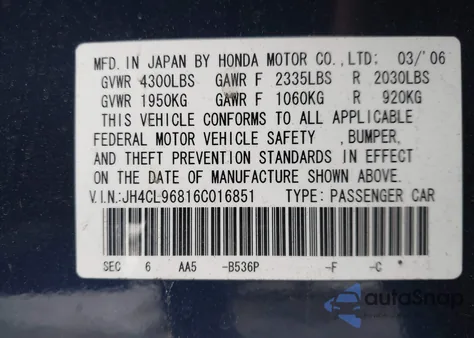 MFD. IN JAPAN BY HONDA MOTOR CO.,LTD: 03/'06
GVWR 4300LBS GAWR F 2335LBS R 2030LBS
GVWR 1950KG GAWR F 1060KG R 920KG
THIS VEHICLE CONFORMS TO ALL APPLICABLE
FEDERAL MOTOR VEHICLE SAFETY ,BUMPER,
AND THEFT PREVENTION STANDARDS IN EFFECT
ON THE DATE OF MANUFACTURE SHOWN ABOVE.
V.I.N:JH4CL96816C016851 TYPE: PASSENGER CAR
SEC 6 AA5 -B536P -F -C *
autoSnap